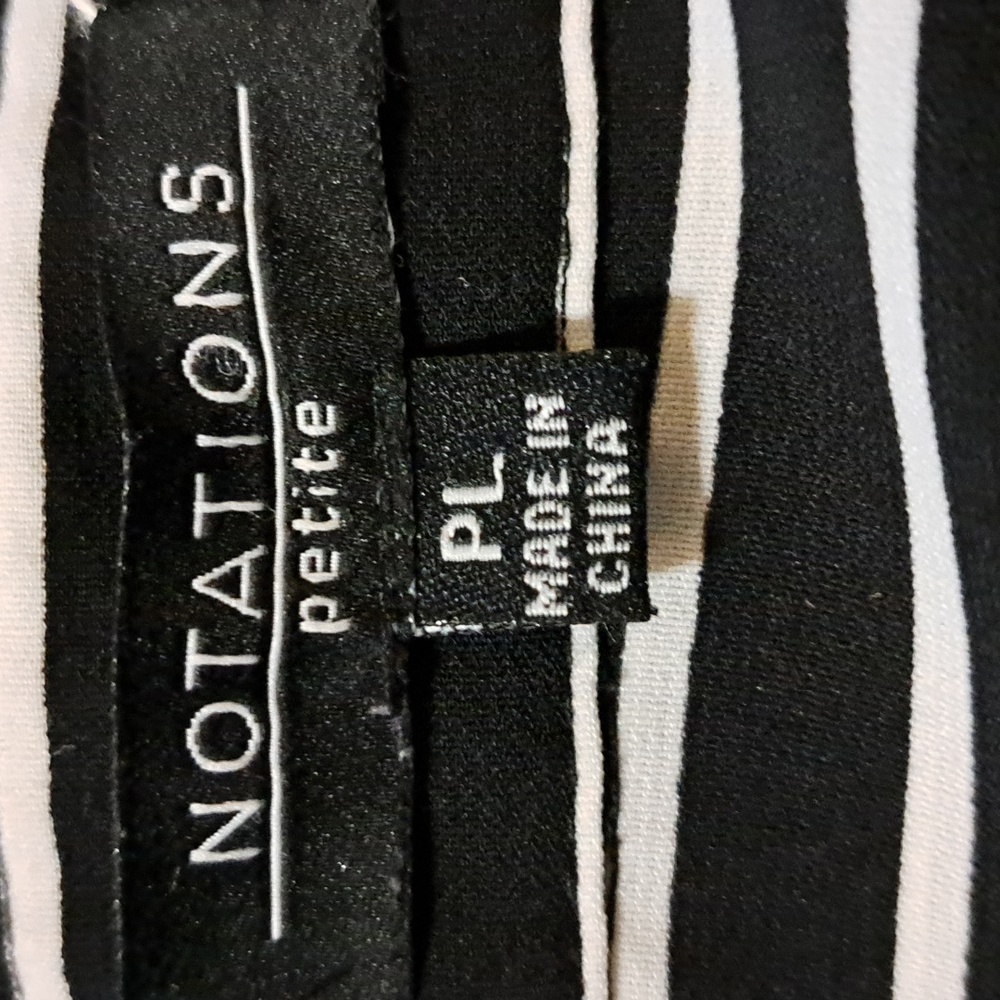 NOTATIONS
petite
PL
MADE IN
CHINA